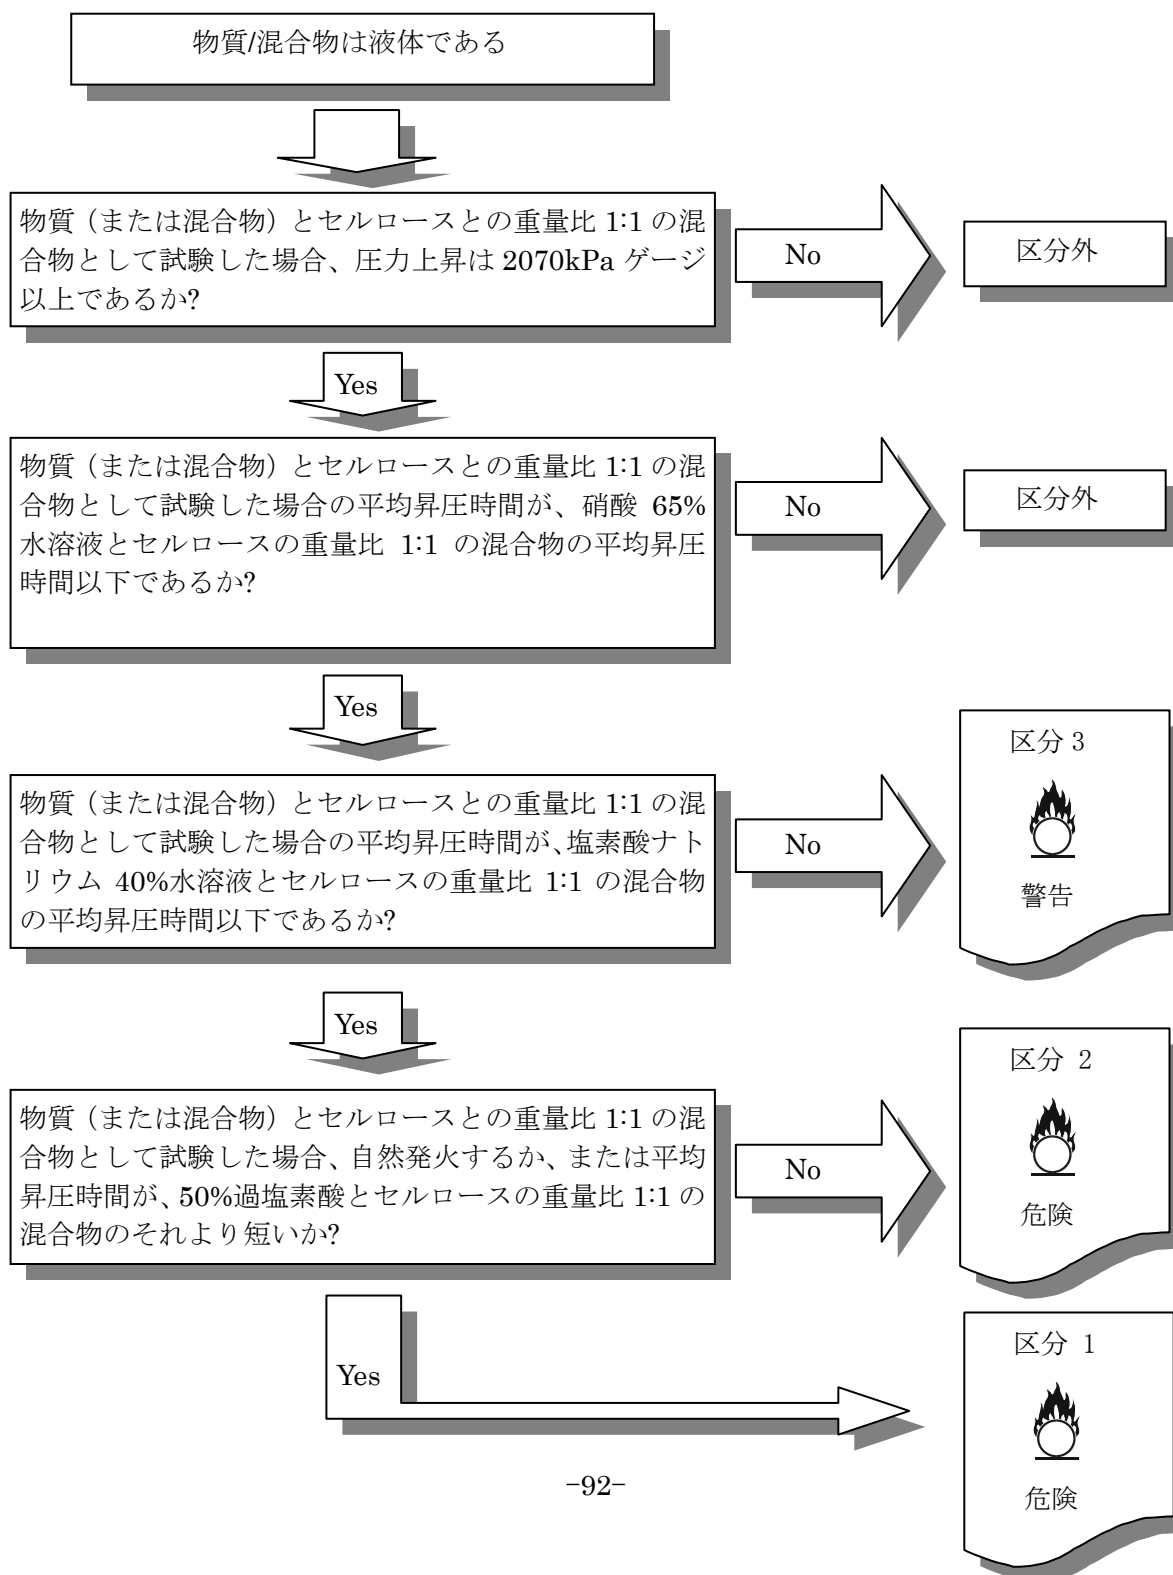 物質/混合物は液体である
物質（または混合物）とセルロースとの重量比 1:1 の混
合物として試験した場合、圧力上昇は 2070kPa ゲージ
以上であるか?
No
区分外
Yes
物質（または混合物）とセルロースとの重量比 1:1 の混
合物として試験した場合の平均昇圧時間が、硝酸 65%
水溶液とセルロースの重量比 1:1 の混合物の平均昇圧
時間以下であるか?
No
区分外
Yes
物質（または混合物）とセルロースとの重量比 1:1 の混
合物として試験した場合の平均昇圧時間が、塩素酸ナト
リウム 40%水溶液とセルロースの重量比 1:1 の混合物
の平均昇圧時間以下であるか?
No
区分 3
警告
Yes
物質（または混合物）とセルロースとの重量比 1:1 の混
合物として試験した場合、自然発火するか、または平均
昇圧時間が、50%過塩素酸とセルロースの重量比 1:1 の
混合物のそれより短いか?
No
区分 2
危険
Yes
区分 1
危険
-92-